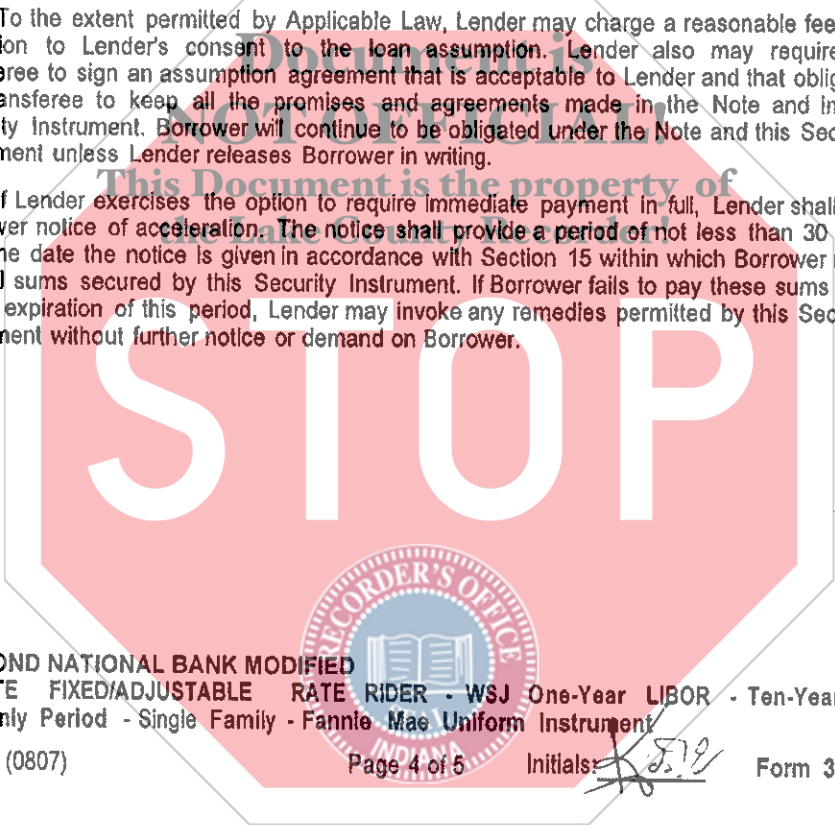 To the extent permitted by Applicable Law, Lender may charge a reasonable fee
ion to Lender's consent to the loan assumption. Lender also may require
ree to sign an assumption agreement that is acceptable to Lender and that oblig
ansferee to keep all the promises and agreements made in the Note and in
ty Instrument. Borrower will continue to be obligated under the Note and this Sec
ment unless Lender releases Borrower in writing.
Document is
NOT OFFICIAL!
This Document is the property of
the Lake County Recorder!
f Lender exercises the option to require immediate payment in full, Lender shall
ver notice of acceleration. The notice shall provide a period of not less than 30
ne date the notice is given in accordance with Section 15 within which Borrower
l sums secured by this Security Instrument. If Borrower fails to pay these sums
expiration of this period, Lender may invoke any remedies permitted by this Sec
ment without further notice or demand on Borrower.
STOP
RECORDER'S OFFICE
SEAL
INDIANA
OND NATIONAL BANK MODIFIED
TE FIXED/ADJUSTABLE RATE RIDER - WSJ One-Year LIBOR - Ten-Year
nly Period - Single Family - Fannie Mae Uniform Instrument
(0807) Page 4 of 5 Initials: Form 3